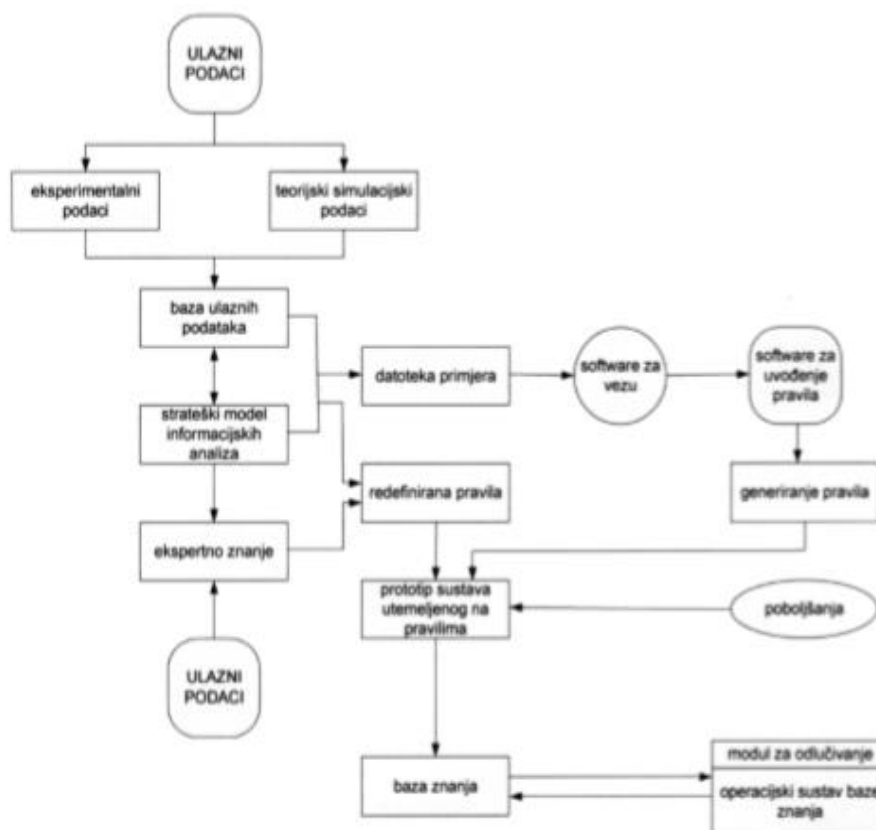 ULAZNI
PODACI
eksperimentalni
podaci
teorijski simulacijski
podaci
baza ulaznih
podataka
datoteka primjera
software za
vezu
software za
uvođenje
pravila
strateški model
informacijskih
analiza
redefinirana pravila
generiranje pravila
ekspertno znanje
prototip sustava
utemeljenog na
pravilima
poboljšanja
ULAZNI
PODACI
baza znanja
modul za odlučivanje
operacijski sustav baze
znanja